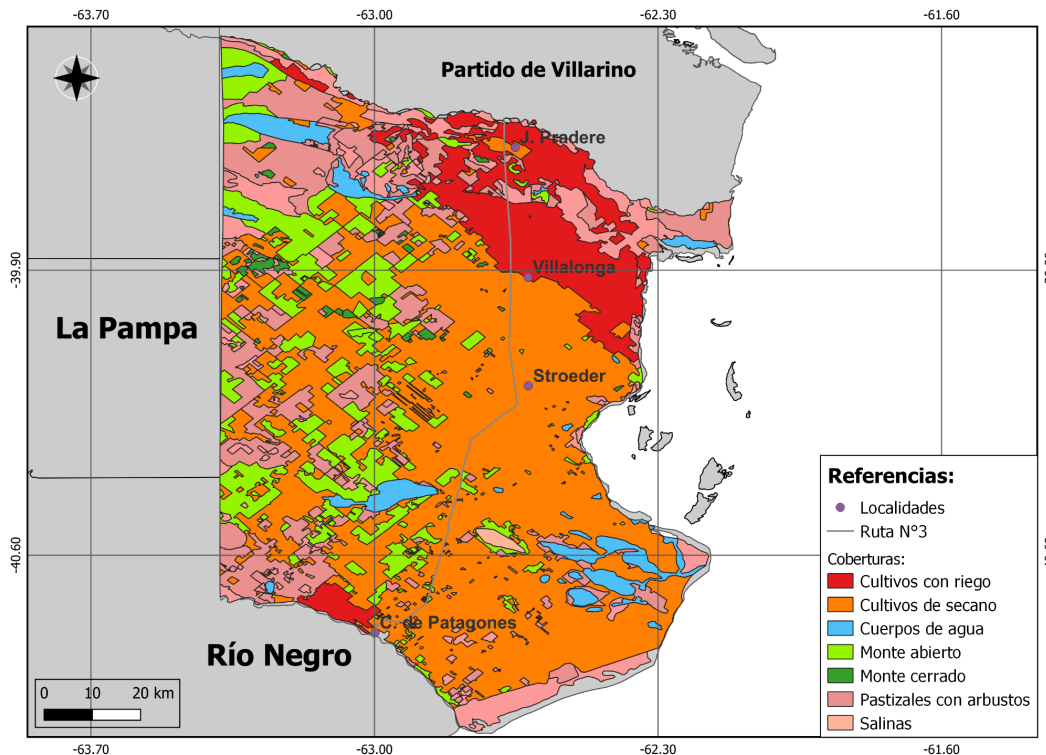 -63.70 -63.00 -62.30 -61.60
Partido de Villarino
J. Pradere
-39.90
Villalonga
La Pampa
Stroeder
Referencias:
Localidades
Ruta N°3
Coberturas:
Cultivos con riego
Cultivos de secano
Cuerpos de agua
Monte abierto
Monte cerrado
Pastizales con arbustos
Salinas
-40.60
C. de Patagones
Río Negro
0 10 20 km
-63.70 -63.00 -62.30 -61.60